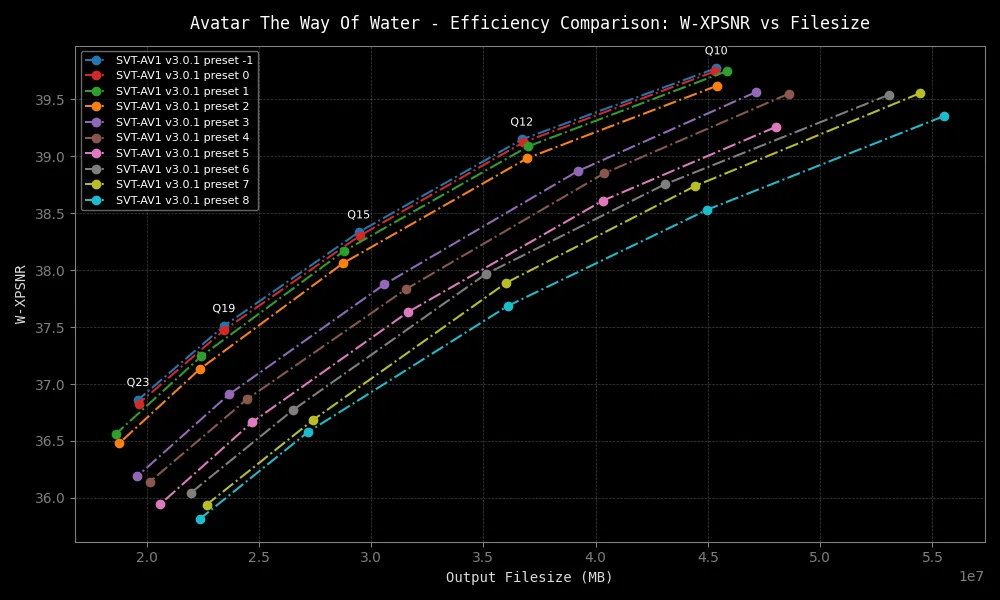 Avatar The Way Of Water - Efficiency Comparison: W-XPSNR vs Filesize
SVT-AV1 v3.0.1 preset -1
SVT-AV1 v3.0.1 preset 0
SVT-AV1 v3.0.1 preset 1
SVT-AV1 v3.0.1 preset 2
SVT-AV1 v3.0.1 preset 3
SVT-AV1 v3.0.1 preset 4
SVT-AV1 v3.0.1 preset 5
SVT-AV1 v3.0.1 preset 6
SVT-AV1 v3.0.1 preset 7
SVT-AV1 v3.0.1 preset 8
Q10
Q12
Q15
Q19
Q23
W-XPSNR
39.5
39.0
38.5
38.0
37.5
37.0
36.5
36.0
2.0
2.5
3.0
3.5
4.0
4.5
5.0
5.5
1e7
Output Filesize (MB)